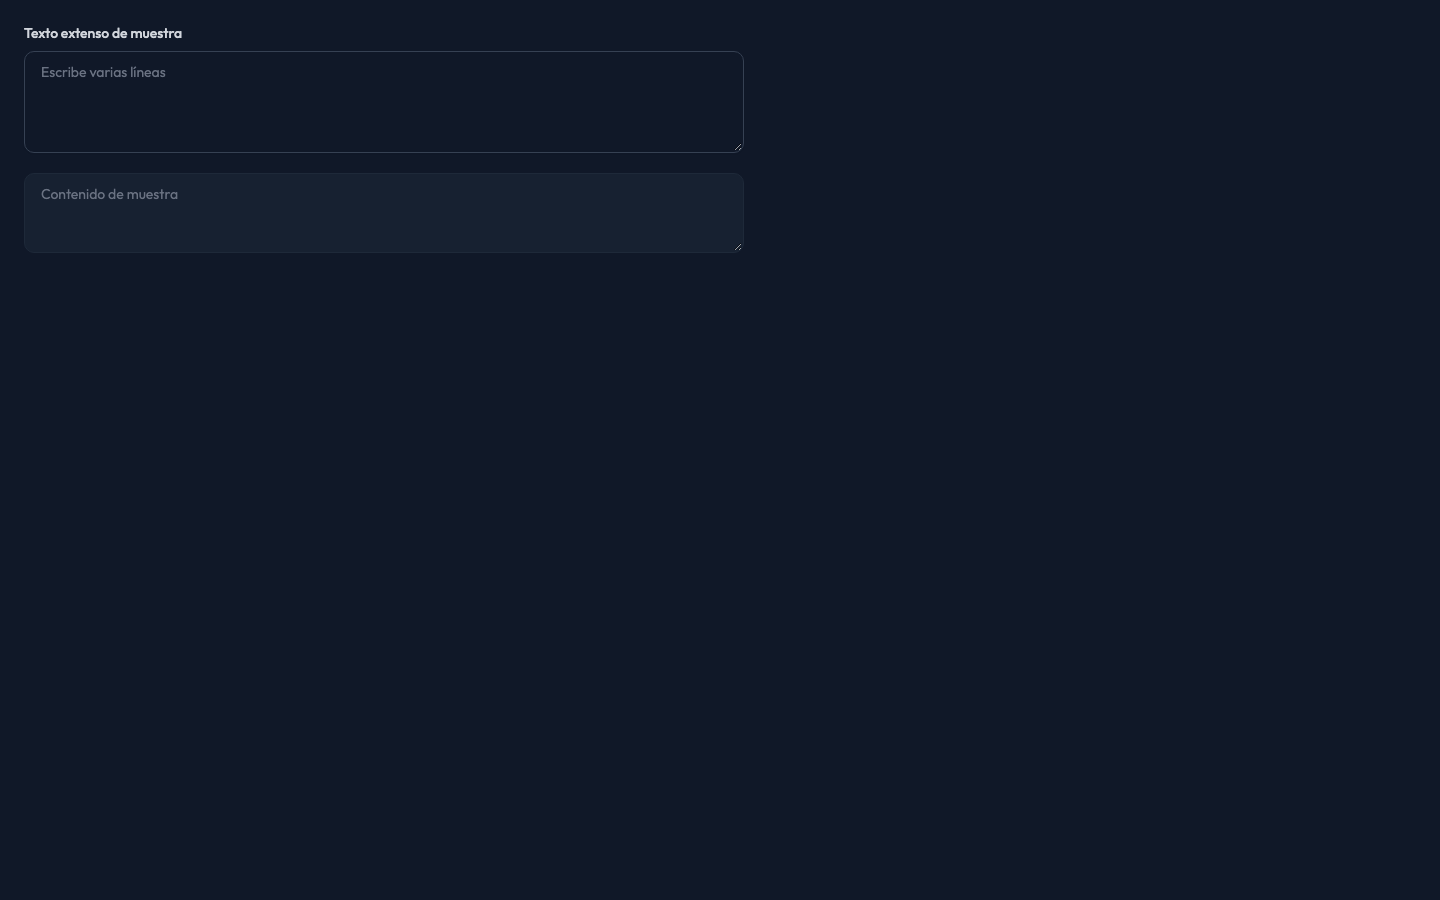 Texto extenso de muestra
Escribe varias líneas
Contenido de muestra